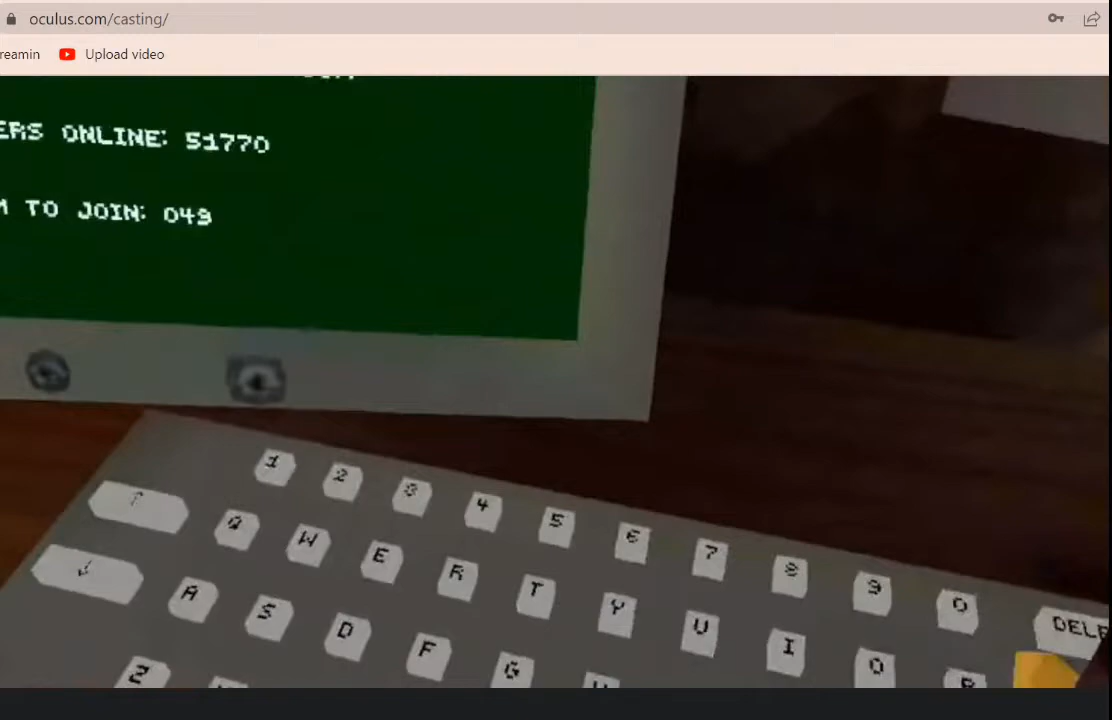 oculus.com/casting/
reamin Upload video
ERS ONLINE: 51770
M TO JOIN: 049
1 2 3 4 5 6 7 8 9 0
↑ Q W E R T Y U I O P
DELE
↓ A S D F G H
Z